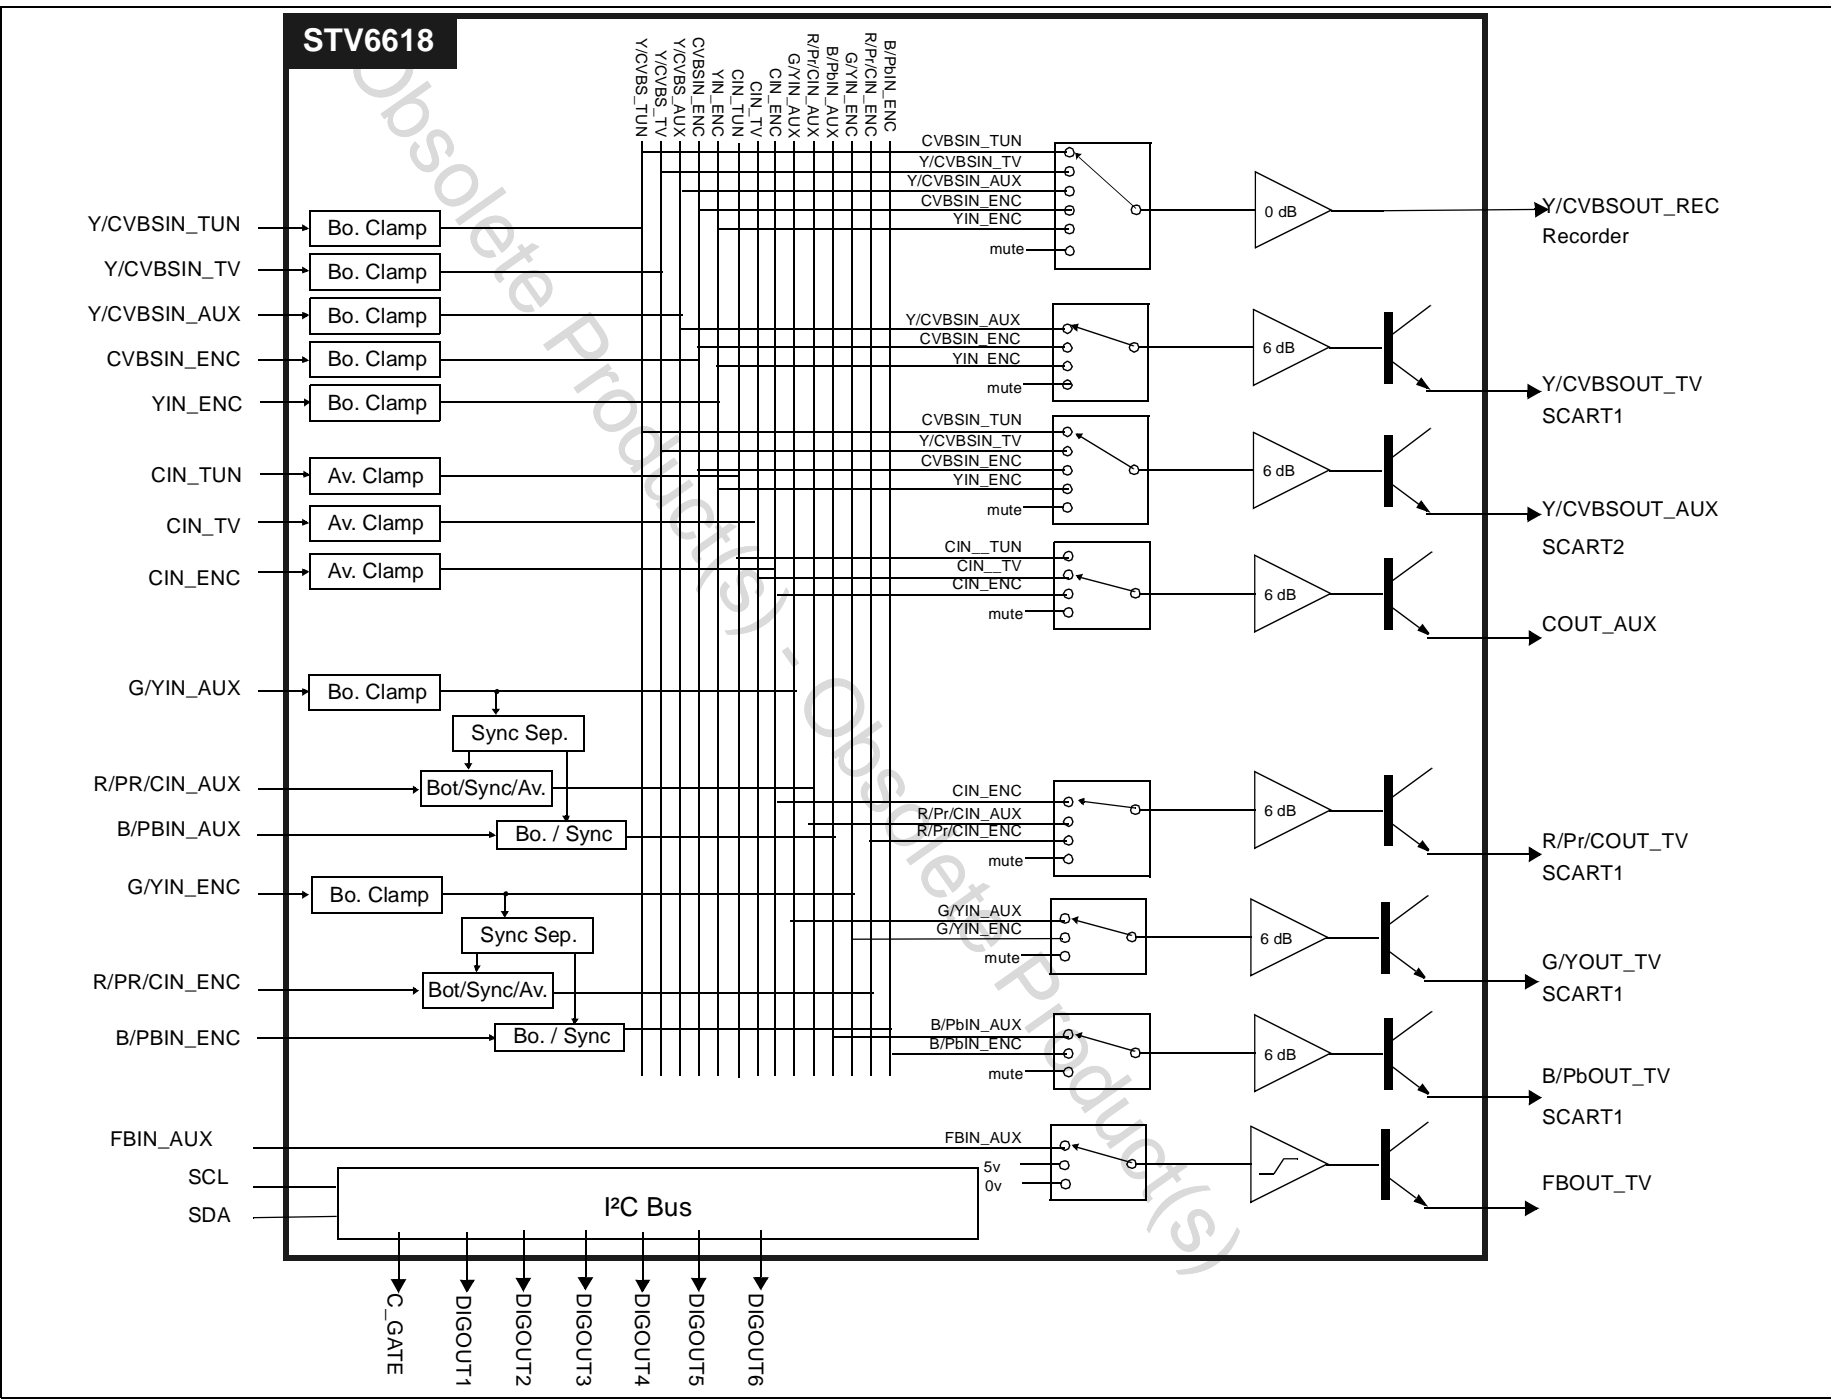 STV6618
Y/CVBS_TUN
Y/CVBS_TV
Y/CVBS_AUX
CVBSIN_ENC
YIN_ENC
CIN_TUN
CIN_TV
CIN_ENC
G/YIN_AUX
R/Pr/CIN_AUX
B/PbIN_AUX
G/YIN_ENC
R/Pr/CIN_ENC
B/PbIN_ENC
Obsolete Product(s) - Obsolete Product(s)
Y/CVBSIN_TUN
Bo. Clamp
Y/CVBSIN_TV
Bo. Clamp
Y/CVBSIN_AUX
Bo. Clamp
CVBSIN_ENC
Bo. Clamp
YIN_ENC
Bo. Clamp
CIN_TUN
Av. Clamp
CIN_TV
Av. Clamp
CIN_ENC
Av. Clamp
G/YIN_AUX
Bo. Clamp
Sync Sep.
R/PR/CIN_AUX
Bot/Sync/Av.
B/PBIN_AUX
Bo. / Sync
G/YIN_ENC
Bo. Clamp
Sync Sep.
R/PR/CIN_ENC
Bot/Sync/Av.
B/PBIN_ENC
Bo. / Sync
FBIN_AUX
SCL
SDA
I²C Bus
CVBSIN_TUN
Y/CVBSIN_TV
Y/CVBSIN_AUX
CVBSIN_ENC
YIN_ENC
mute
0 dB
Y/CVBSOUT_REC
Recorder
Y/CVBSIN_AUX
CVBSIN_ENC
YIN_ENC
mute
6 dB
Y/CVBSOUT_TV
SCART1
CVBSIN_TUN
Y/CVBSIN_TV
CVBSIN_ENC
YIN_ENC
mute
6 dB
Y/CVBSOUT_AUX
SCART2
CIN__TUN
CIN__TV
CIN_ENC
mute
6 dB
COUT_AUX
CIN_ENC
R/Pr/CIN_AUX
R/Pr/CIN_ENC
mute
6 dB
R/Pr/COUT_TV
SCART1
G/YIN_AUX
G/YIN_ENC
mute
6 dB
G/YOUT_TV
SCART1
B/PbIN_AUX
B/PbIN_ENC
mute
6 dB
B/PbOUT_TV
SCART1
FBIN_AUX
5v
0v
FBOUT_TV
C_GATE
DIGOUT1
DIGOUT2
DIGOUT3
DIGOUT4
DIGOUT5
DIGOUT6